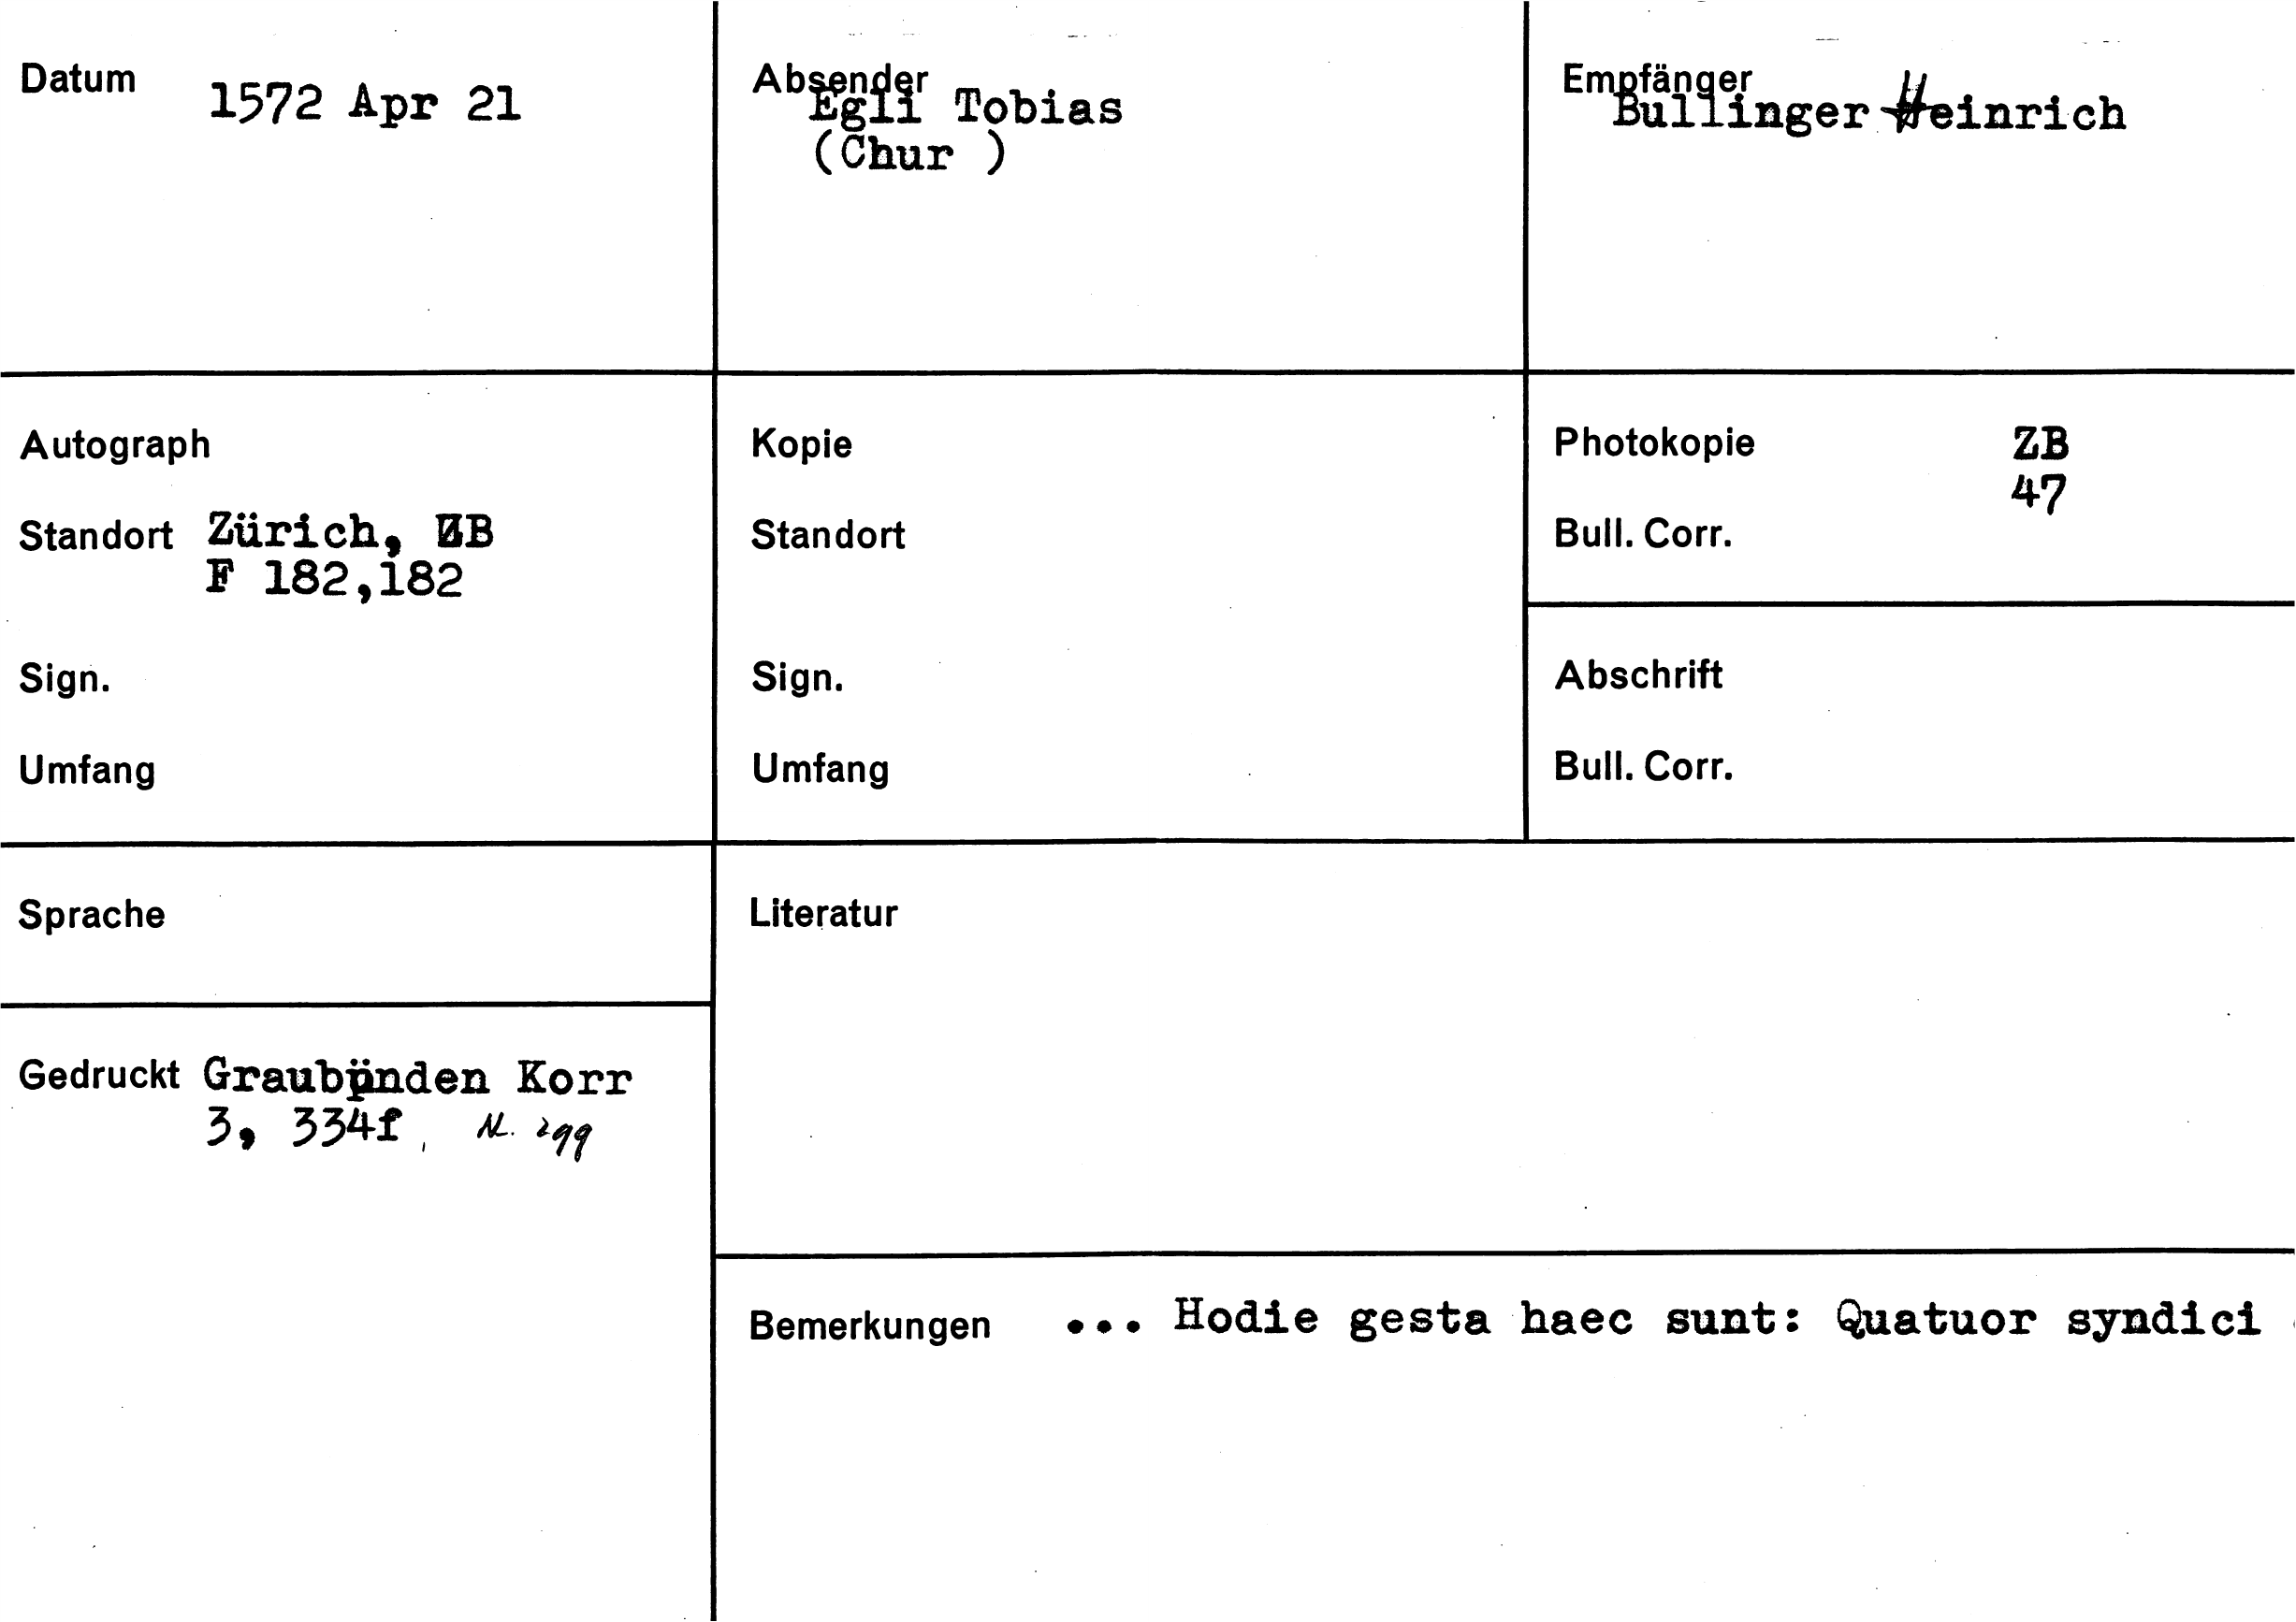 Datum 1572 Apr 21
Absender Egli Tobias
(Chur )
Empfänger Bullinger Heinrich
Autograph
Standort Zürich, ZB
F 182,182
Sign.
Umfang
Kopie
Standort
Sign.
Umfang
Photokopie ZB
47
Bull. Corr.
Abschrift
Bull. Corr.
Sprache
Literatur
Gedruckt Graubünden Korr
3, 334f, N. 299
Bemerkungen ... Hodie gesta haec sunt: Quatuor syndici